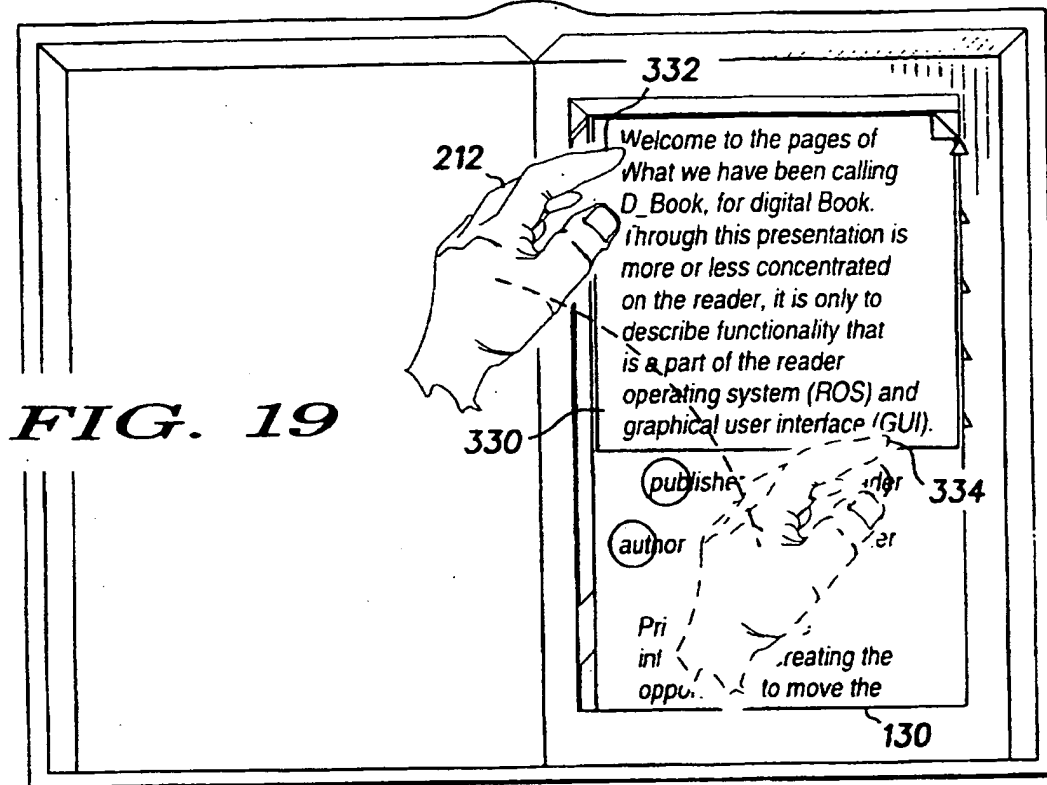 332
212
Welcome to the pages of
What we have been calling
D_Book, for digital Book.
Through this presentation is
more or less concentrated
on the reader, it is only to
describe functionality that
is a part of the reader
operating system (ROS) and
graphical user interface (GUI).
FIG. 19
330
334
author
Pri
reating the
to move the
130